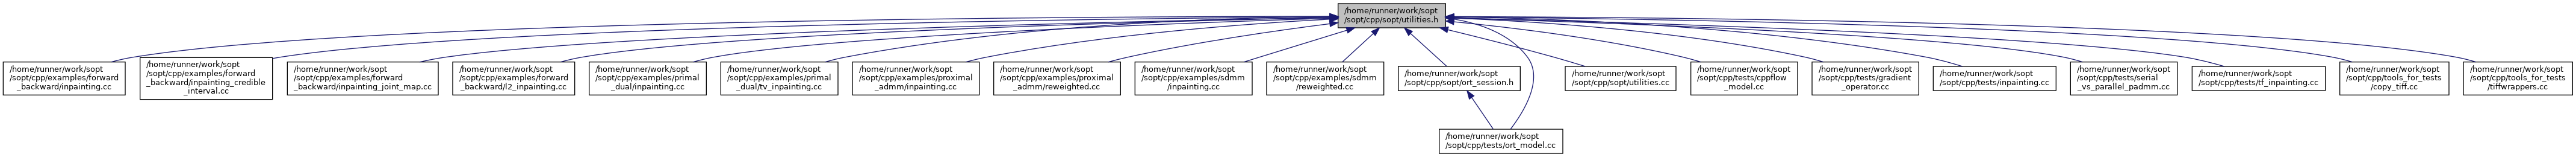 /home/runner/work/sopt
/sopt/cpp/sopt/utilities.h
/home/runner/work/sopt
/sopt/cpp/examples/forward
_backward/inpainting.cc
/home/runner/work/sopt
/sopt/cpp/examples/forward
_backward/inpainting_credible
_interval.cc
/home/runner/work/sopt
/sopt/cpp/examples/forward
_backward/inpainting_joint_map.cc
/home/runner/work/sopt
/sopt/cpp/examples/forward
_backward/l2_inpainting.cc
/home/runner/work/sopt
/sopt/cpp/examples/primal
_dual/inpainting.cc
/home/runner/work/sopt
/sopt/cpp/examples/primal
_dual/tv_inpainting.cc
/home/runner/work/sopt
/sopt/cpp/examples/proximal
_admm/inpainting.cc
/home/runner/work/sopt
/sopt/cpp/examples/proximal
_admm/reweighted.cc
/home/runner/work/sopt
/sopt/cpp/examples/sdmm
/inpainting.cc
/home/runner/work/sopt
/sopt/cpp/examples/sdmm
/reweighted.cc
/home/runner/work/sopt
/sopt/cpp/sopt/ort_session.h
/home/runner/work/sopt
/sopt/cpp/sopt/utilities.cc
/home/runner/work/sopt
/sopt/cpp/tests/cppflow
_model.cc
/home/runner/work/sopt
/sopt/cpp/tests/gradient
_operator.cc
/home/runner/work/sopt
/sopt/cpp/tests/inpainting.cc
/home/runner/work/sopt
/sopt/cpp/tests/serial
_vs_parallel_padmm.cc
/home/runner/work/sopt
/sopt/cpp/tests/tf_inpainting.cc
/home/runner/work/sopt
/sopt/cpp/tools_for_tests
/copy_tiff.cc
/home/runner/work/sopt
/sopt/cpp/tools_for_tests
/tiffwrappers.cc
/home/runner/work/sopt
/sopt/cpp/tests/ort_model.cc